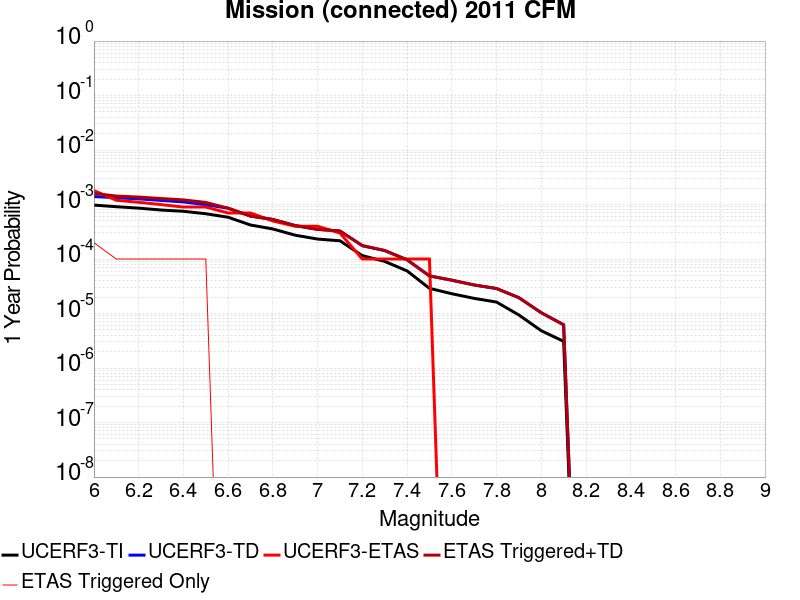 Mission (connected) 2011 CFM
10^0
10^-1
10^-2
10^-3
10^-4
10^-5
10^-6
10^-7
10^-8
1 Year Probability
6 6.2 6.4 6.6 6.8 7 7.2 7.4 7.6 7.8 8 8.2 8.4 8.6 8.8 9
Magnitude
UCERF3-TI UCERF3-TD UCERF3-ETAS ETAS Triggered+TD
ETAS Triggered Only